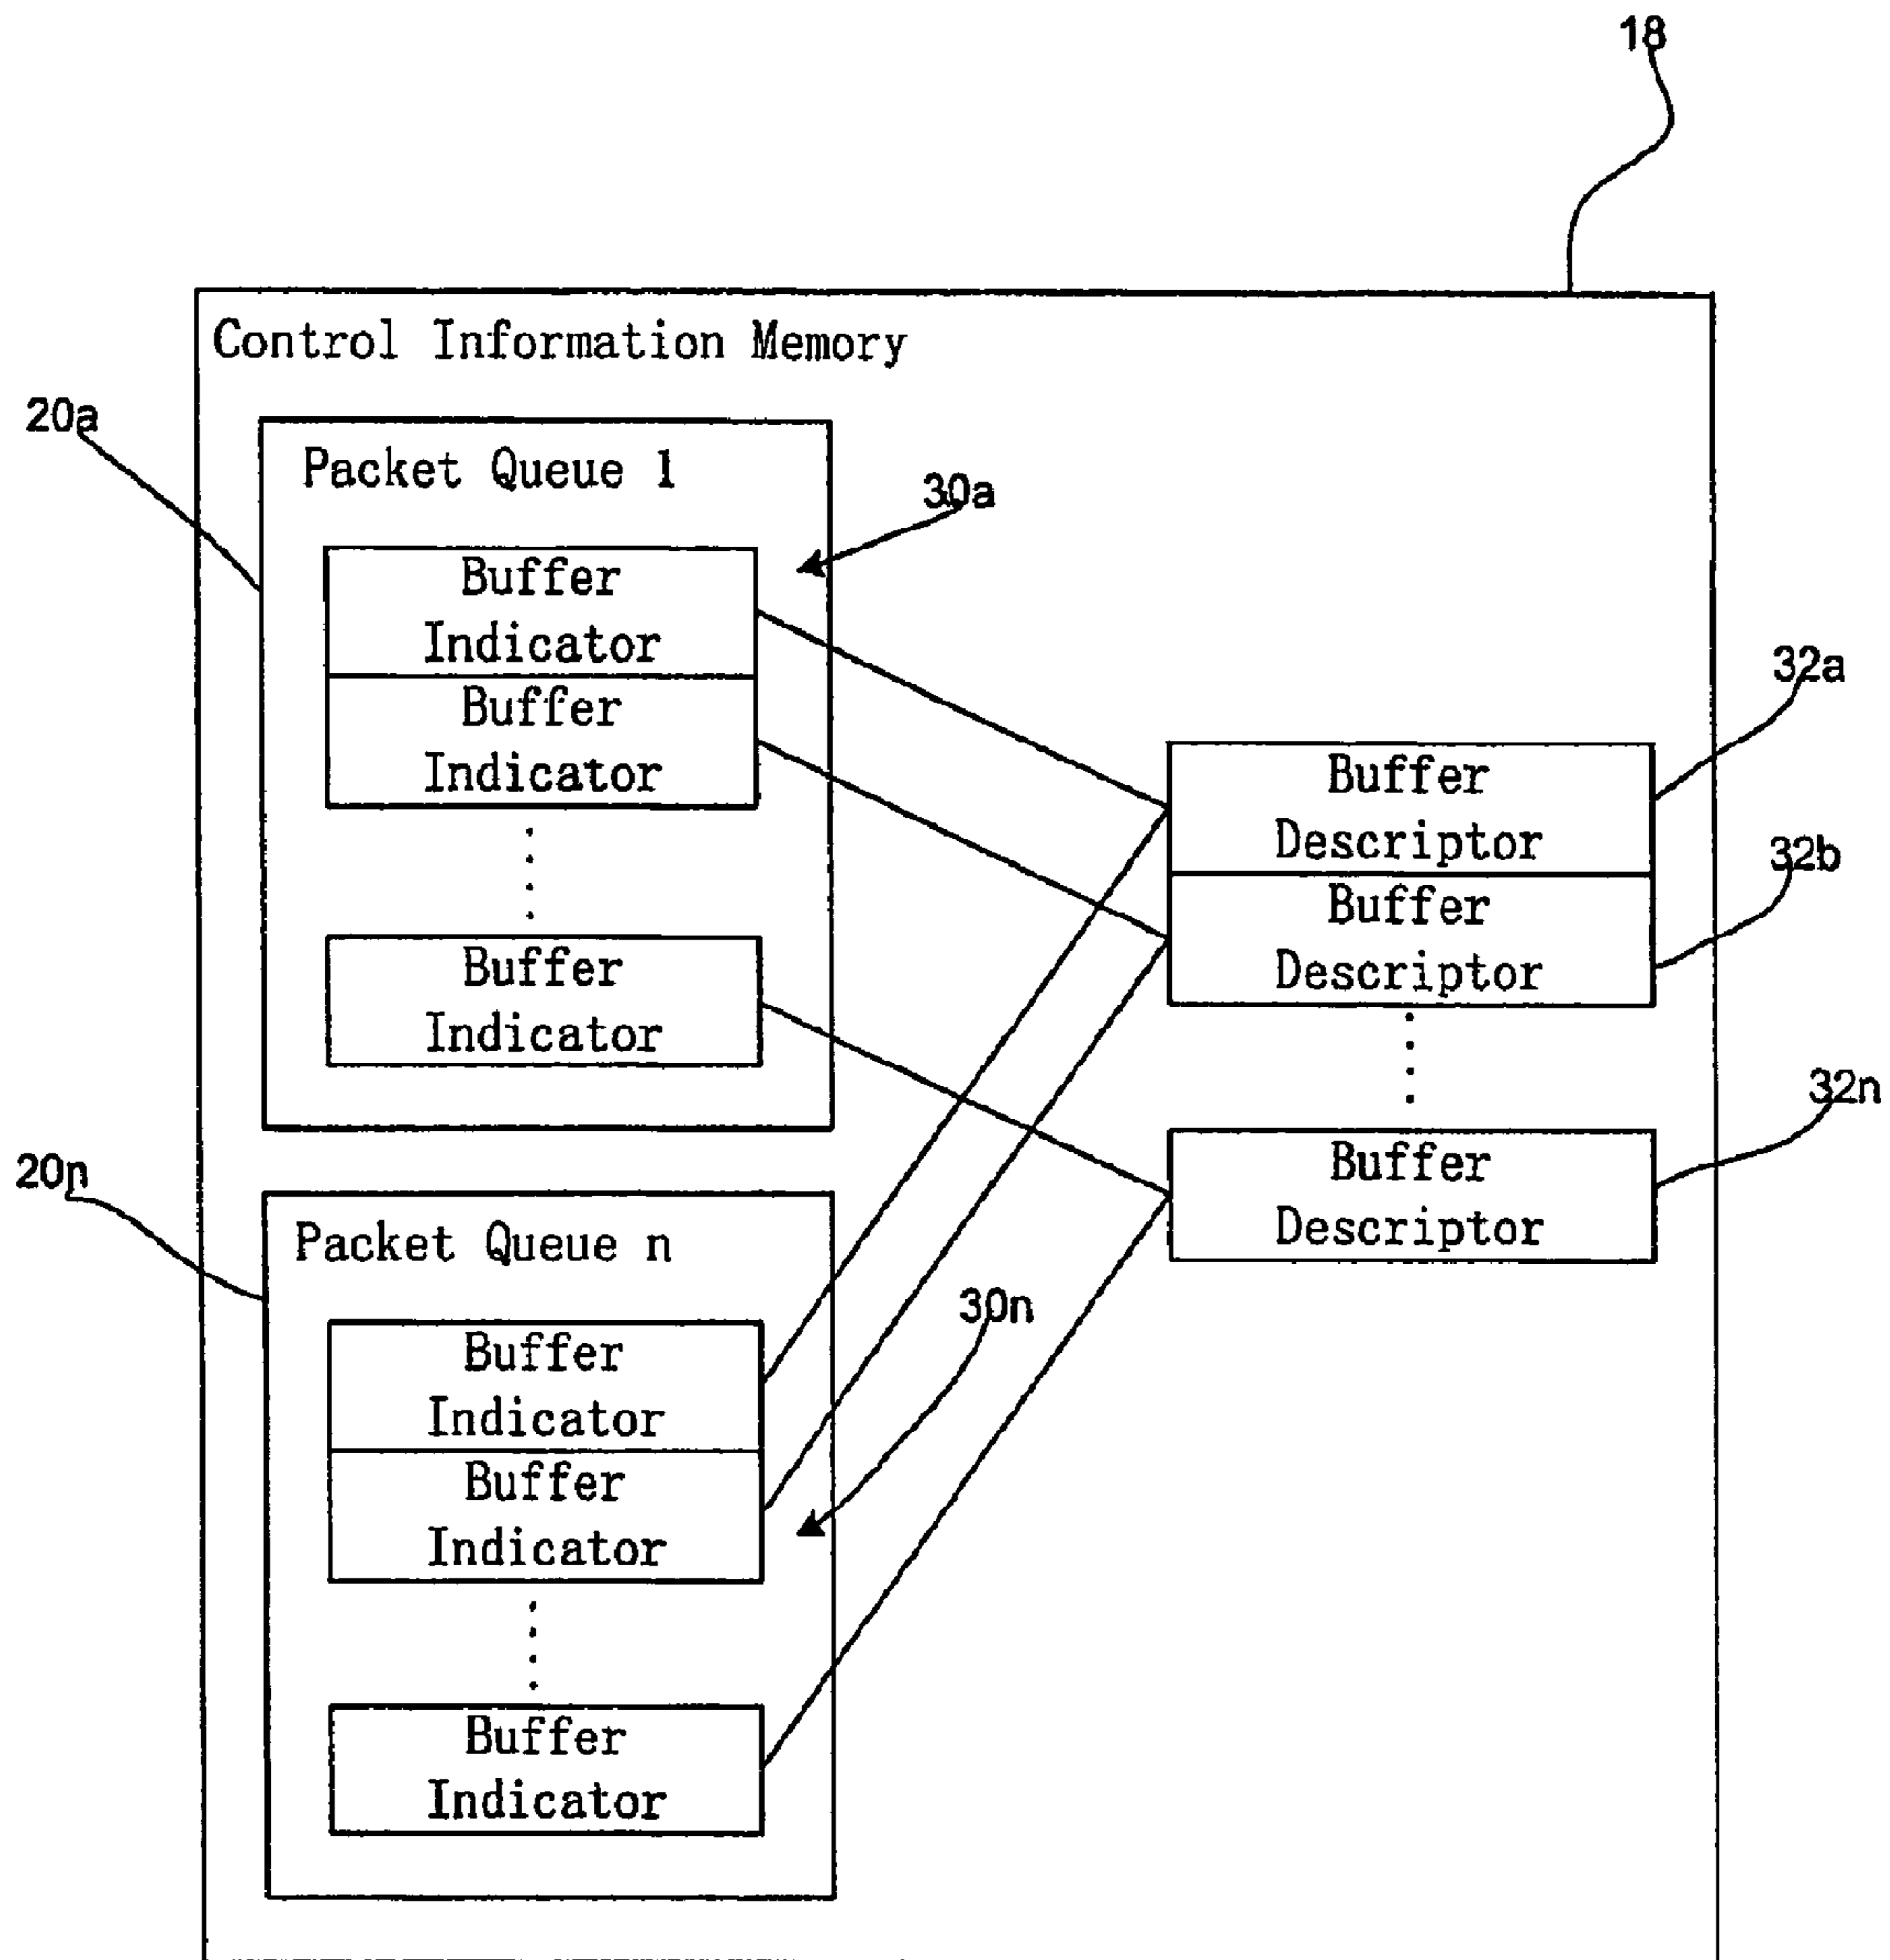 18
Control Information Memory
20a
Packet Queue 1
30a
Buffer
Indicator
Buffer
Indicator
Buffer
Indicator
32a
Buffer
Descriptor
32b
Buffer
Descriptor
32n
Buffer
Descriptor
20n
Packet Queue n
30n
Buffer
Indicator
Buffer
Indicator
Buffer
Indicator